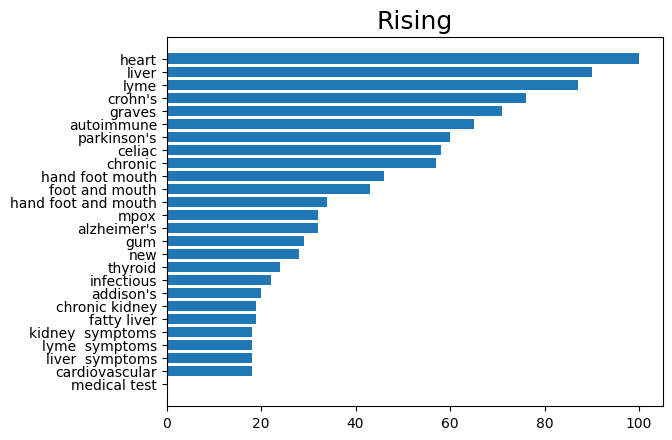 Rising
heart
liver
lyme
crohn's
graves
autoimmune
parkinson's
celiac
chronic
hand foot mouth
foot and mouth
hand foot and mouth
mpox
alzheimer's
gum
new
thyroid
infectious
addison's
chronic kidney
fatty liver
kidney  symptoms
lyme  symptoms
liver  symptoms
cardiovascular
medical test
0 20 40 60 80 100